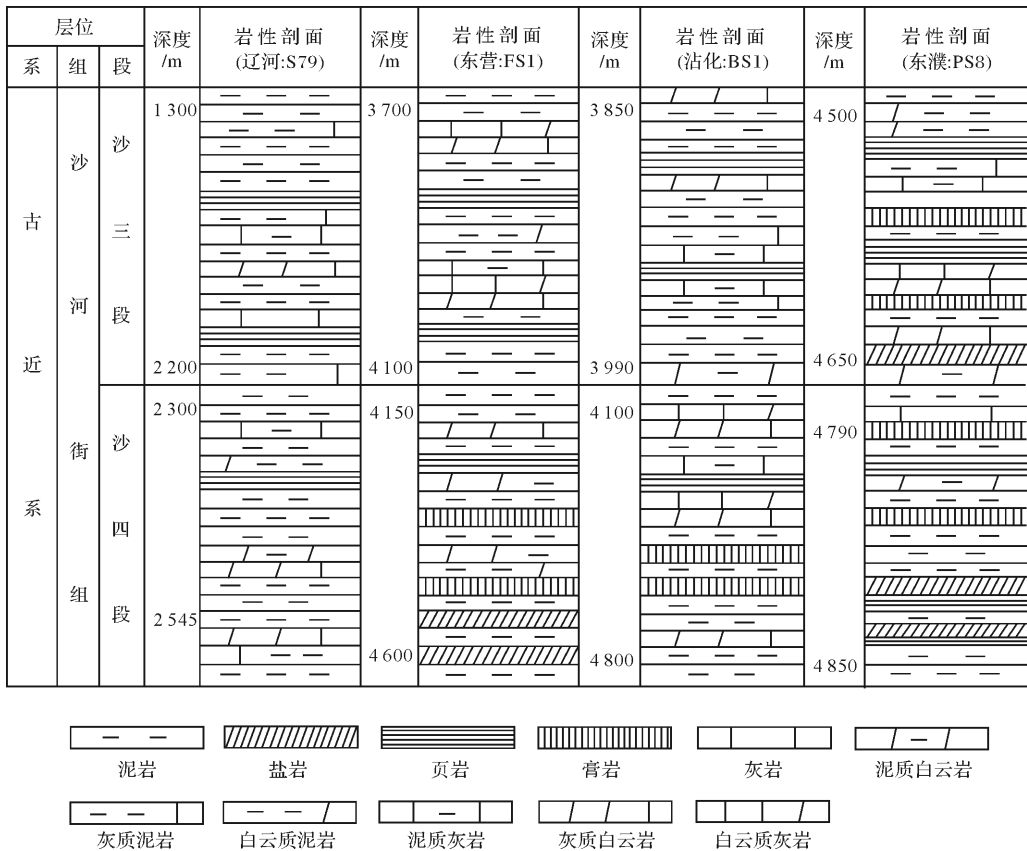 层位
系 组 段
深度
/m
岩性剖面
(辽河:S79)
深度
/m
岩性剖面
(东营:FS1)
深度
/m
岩性剖面
(沾化:BS1)
深度
/m
岩性剖面
(东濮:PS8)
古近系
沙河街组
沙三段
沙四段
1 300
2 200
2 300
2 545
3 700
4 100
4 150
4 600
3 850
3 990
4 100
4 800
4 500
4 650
4 790
4 850
泥岩 盐岩 页岩 膏岩 灰岩 泥质白云岩
灰质泥岩 白云质泥岩 泥质灰岩 灰质白云岩 白云质灰岩